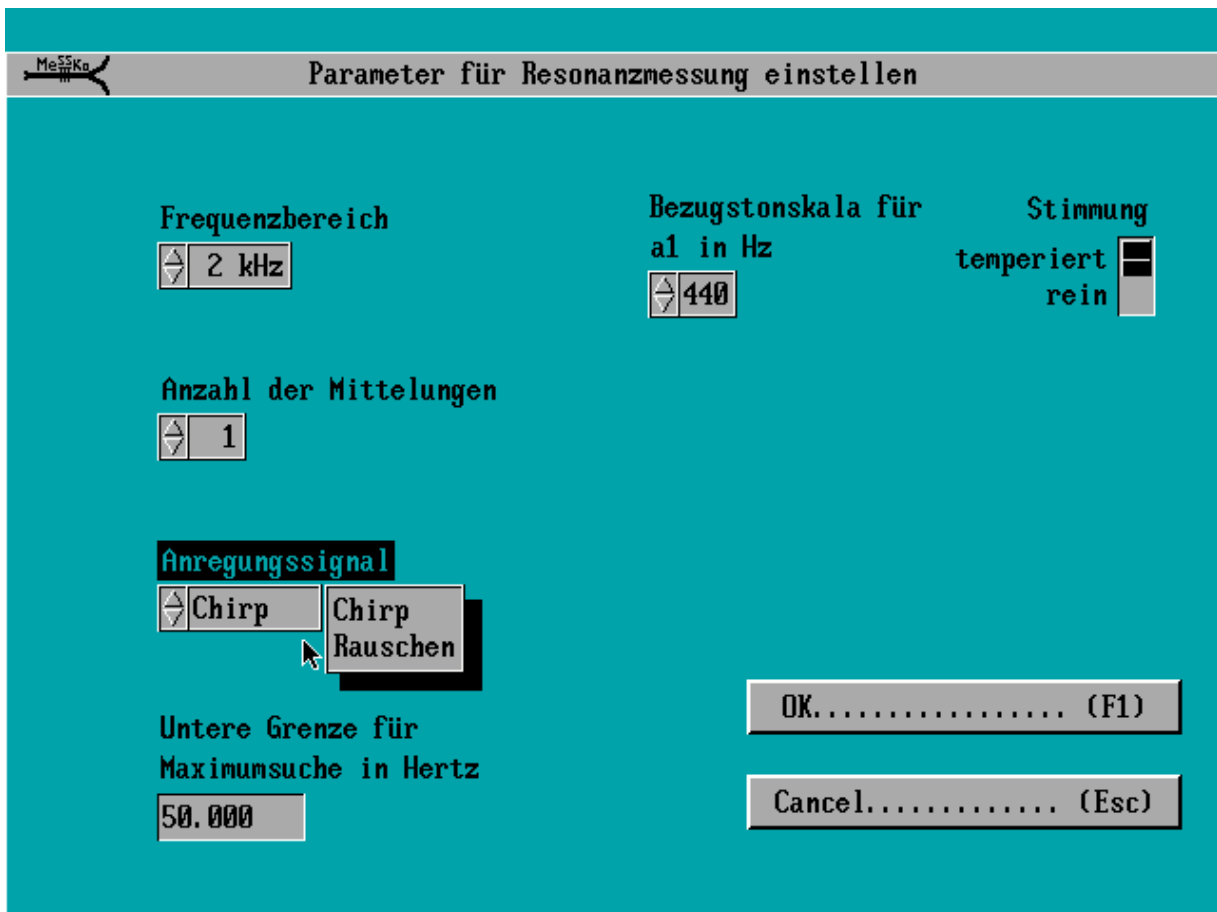 MeSSKo
Parameter für Resonanzmessung einstellen
Frequenzbereich
2 kHz
Bezugstonskala für
a1 in Hz
440
Stimmung
temperiert
rein
Anzahl der Mittelungen
1
Anregungssignal
Chirp
Chirp
Rauschen
Untere Grenze für
Maximumsuche in Hertz
50.000
OK................. (F1)
Cancel............. (Esc)